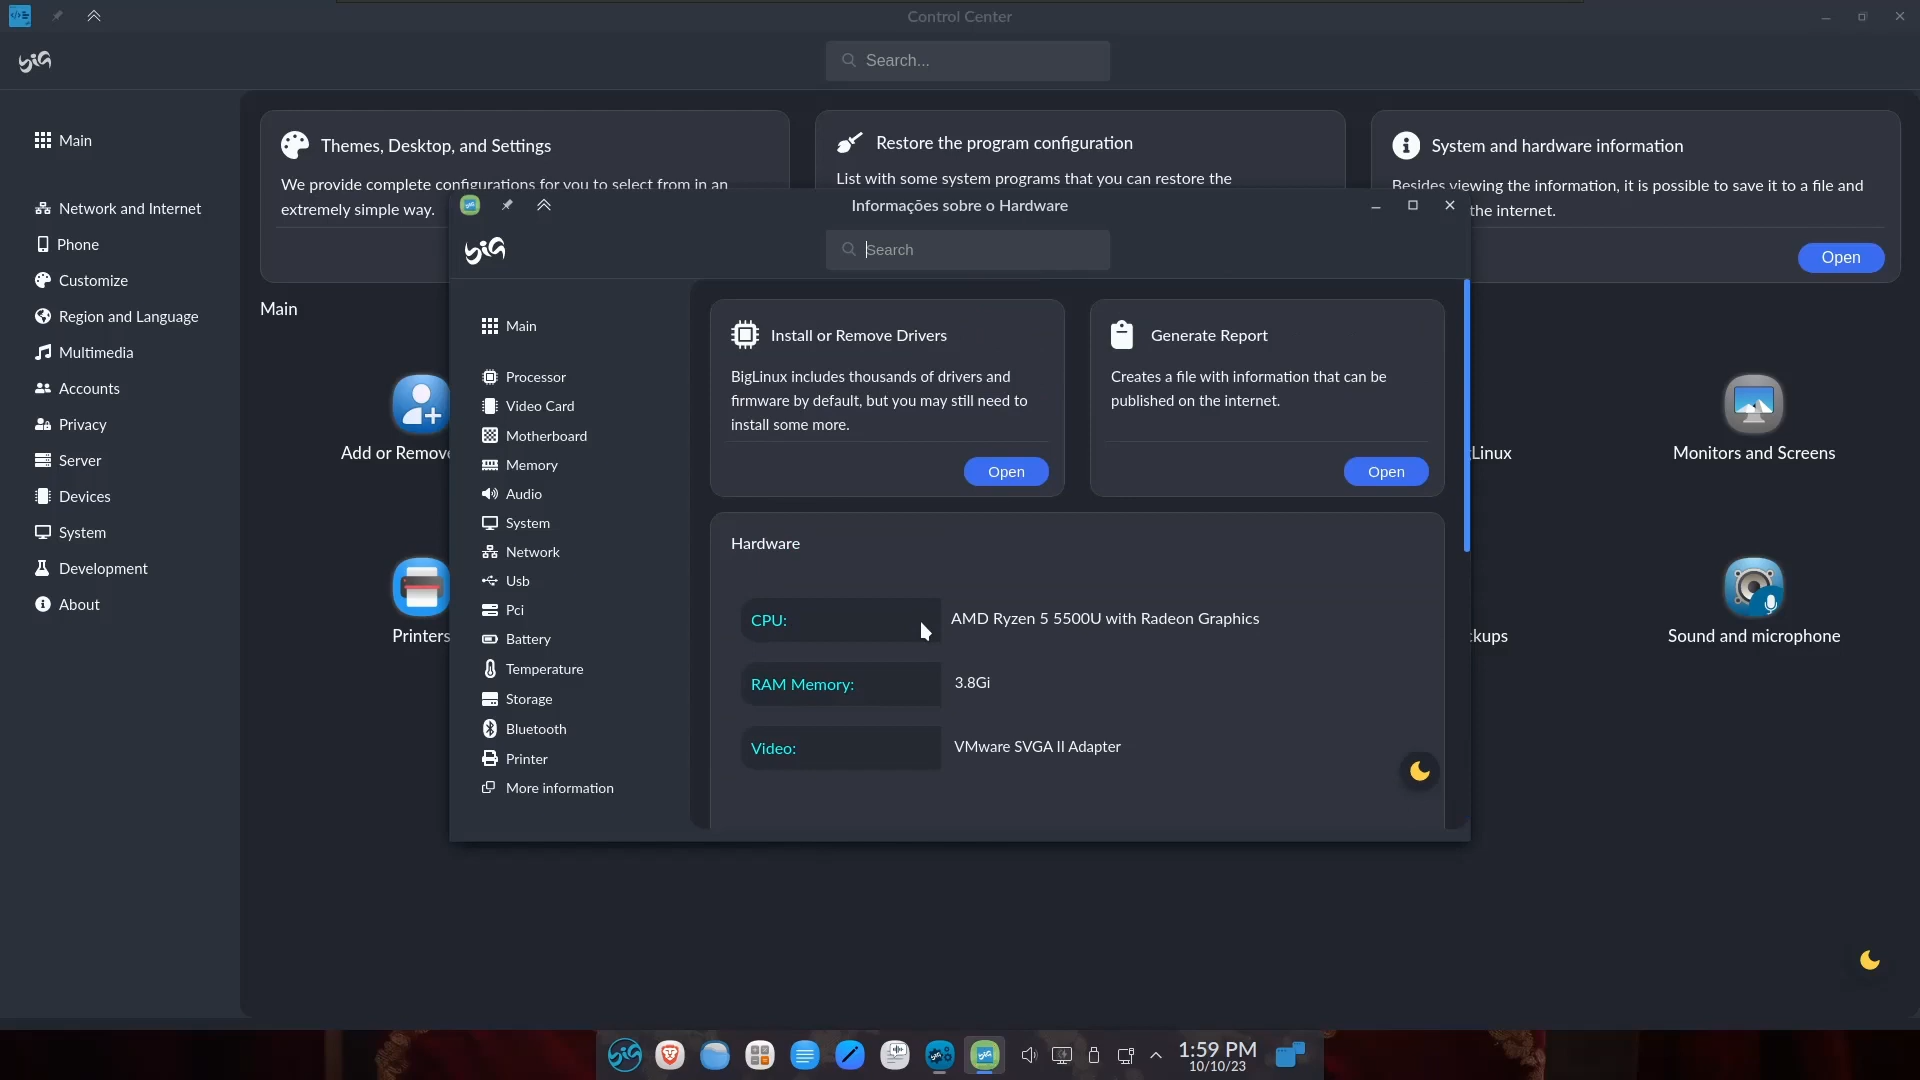 Control Center
Search...
Main
Network and Internet
Phone
Customize
Region and Language
Multimedia
Accounts
Privacy
Server
Devices
System
Development
About
Themes, Desktop, and Settings
We provide complete configurations for you to select from in an
extremely simple way.
Restore the program configuration
List with some system programs that you can restore the
System and hardware information
Besides viewing the information, it is possible to save it to a file and
the internet.
Open
Main
Add or Remove
Printers
Linux
Monitors and Screens
ckups
Sound and microphone
Informações sobre o Hardware
Search
Main
Processor
Video Card
Motherboard
Memory
Audio
System
Network
Usb
Pci
Battery
Temperature
Storage
Bluetooth
Printer
More information
Install or Remove Drivers
BigLinux includes thousands of drivers and
firmware by default, but you may still need to
install some more.
Open
Generate Report
Creates a file with information that can be
published on the internet.
Open
Hardware
CPU:
AMD Ryzen 5 5500U with Radeon Graphics
RAM Memory:
3.8Gi
Video:
VMware SVGA II Adapter
1:59 PM
10/10/23